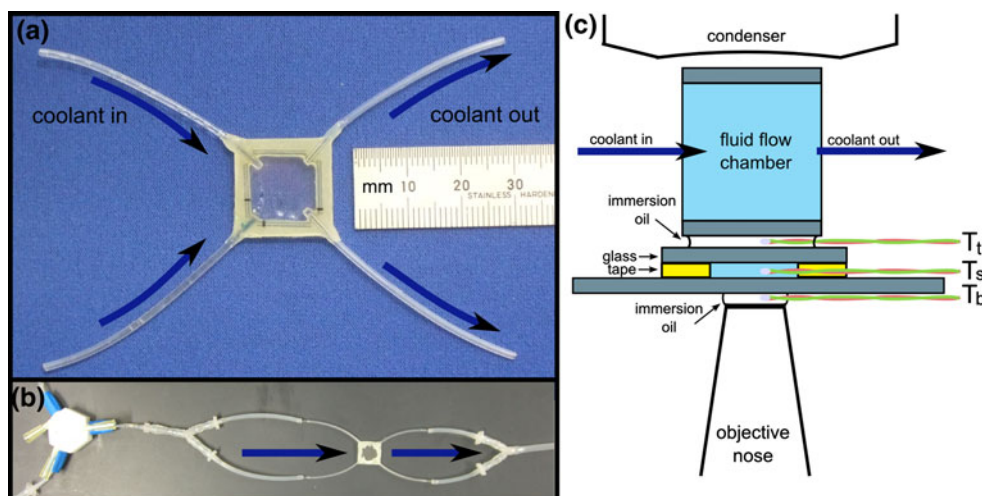 (a)
coolant in
coolant out
mm 10 20 30
STAINLESS HARDEN
(b)
(c)
condenser
coolant in
fluid flow
chamber
coolant out
immersion
oil
glass
tape
Tt
Ts
Tb
immersion
oil
objective
nose